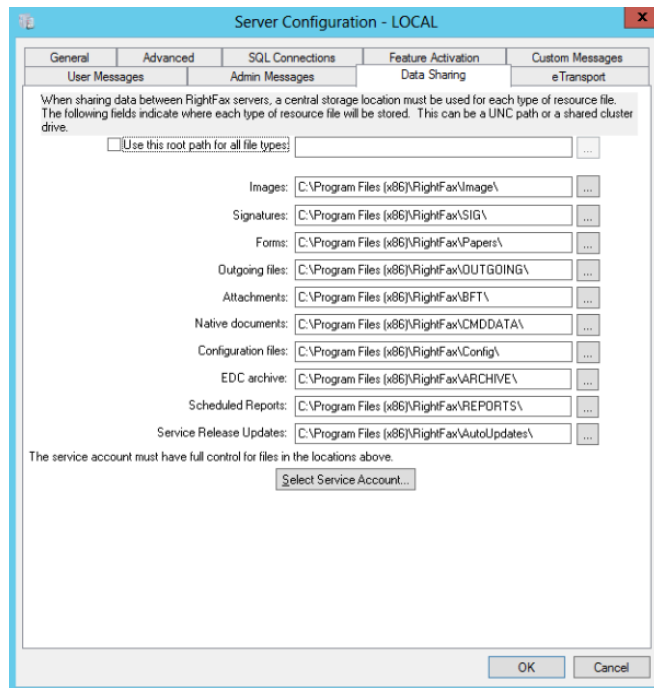 Server Configuration - LOCAL
x
General
Advanced
SQL Connections
Feature Activation
Custom Messages
User Messages
Admin Messages
Data Sharing
eTransport
When sharing data between RightFax servers, a central storage location must be used for each type of resource file.
The following fields indicate where each type of resource file will be stored. This can be a UNC path or a shared cluster
drive.
Use this root path for all file types:
...
Images: C:\Program Files (x86)\RightFax\Image\ ...
Signatures: C:\Program Files (x86)\RightFax\SIG\ ...
Forms: C:\Program Files (x86)\RightFax\Papers\ ...
Outgoing files: C:\Program Files (x86)\RightFax\OUTGOING\ ...
Attachments: C:\Program Files (x86)\RightFax\BFT\ ...
Native documents: C:\Program Files (x86)\RightFax\CMDDATA\ ...
Configuration files: C:\Program Files (x86)\RightFax\Config\ ...
EDC archive: C:\Program Files (x86)\RightFax\ARCHIVE\ ...
Scheduled Reports: C:\Program Files (x86)\RightFax\REPORTS\ ...
Service Release Updates: C:\Program Files (x86)\RightFax\AutoUpdates\ ...
The service account must have full control for files in the locations above.
Select Service Account...
OK
Cancel